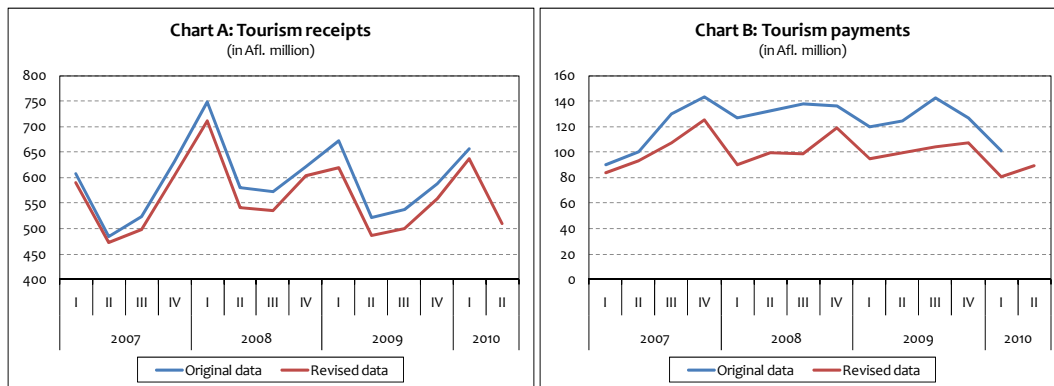 Chart A: Tourism receipts
(in Afl. million)
800
750
700
650
600
550
500
450
400
I II III IV I II III IV I II III IV I II
2007 2008 2009 2010
Original data Revised data
Chart B: Tourism payments
(in Afl. million)
160
140
120
100
80
60
40
20
0
I II III IV I II III IV I II III IV I II
2007 2008 2009 2010
Original data Revised data